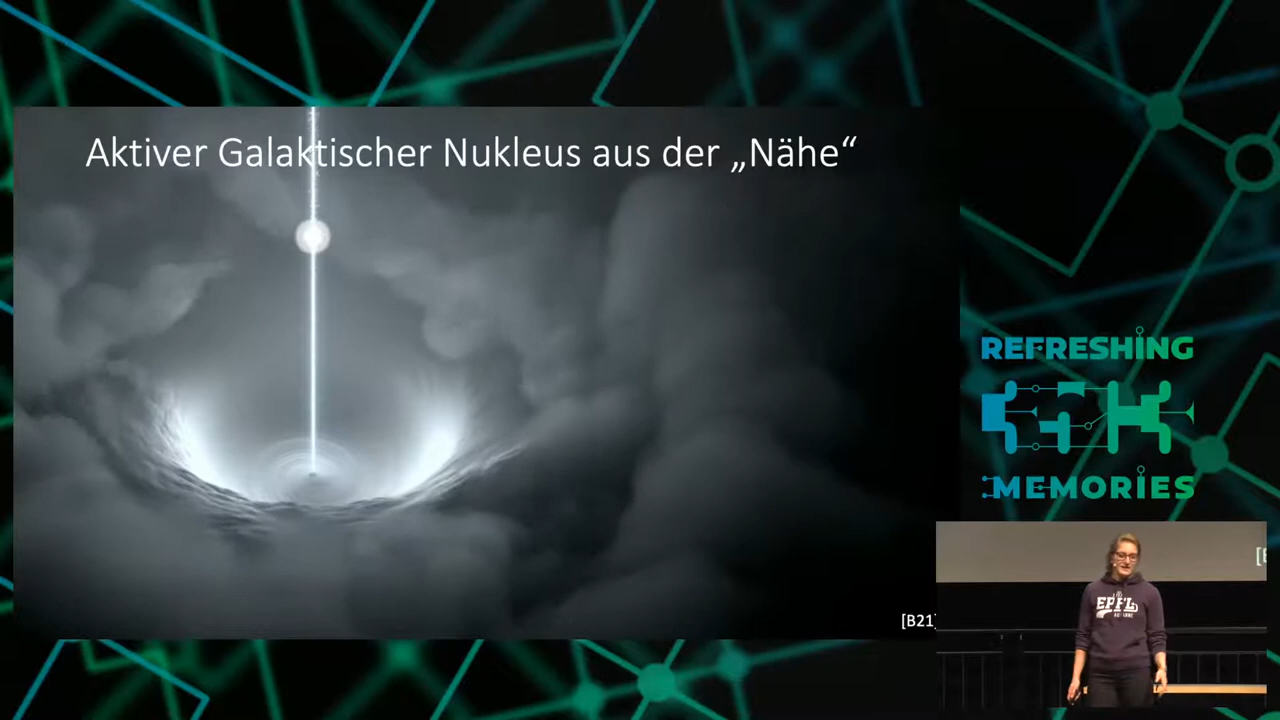 Aktiver Galaktischer Nukleus aus der „Nähe“
REFRESHING
MEMORIES
[B21]
EPFL